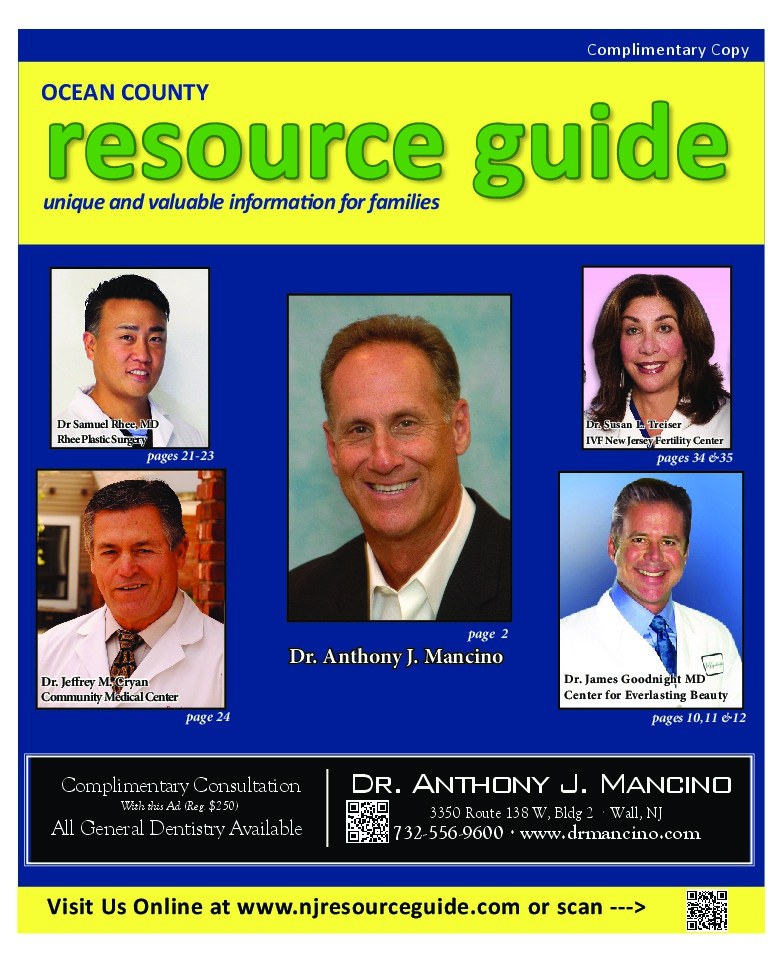 Complimentary Copy
OCEAN COUNTY
resource guide
unique and valuable information for families
Dr Samuel Rhee, MD
Rhee Plastic Surgery
pages 21-23
Dr. Susan L. Treiser
IVF New Jersey Fertility Center
pages 34 &35
page 2
Dr. Anthony J. Mancino
Dr. Jeffrey M. Cryan
Community Medical Center
page 24
Dr. James Goodnight MD
Center for Everlasting Beauty
pages 10,11 &12
Complimentary Consultation
With this Ad (Reg. $250)
All General Dentistry Available
Dr. Anthony J. Mancino
3350 Route 138 W, Bldg 2 · Wall, NJ
732-556-9600 • www.drmancino.com
Visit Us Online at www.njresourceguide.com or scan --->